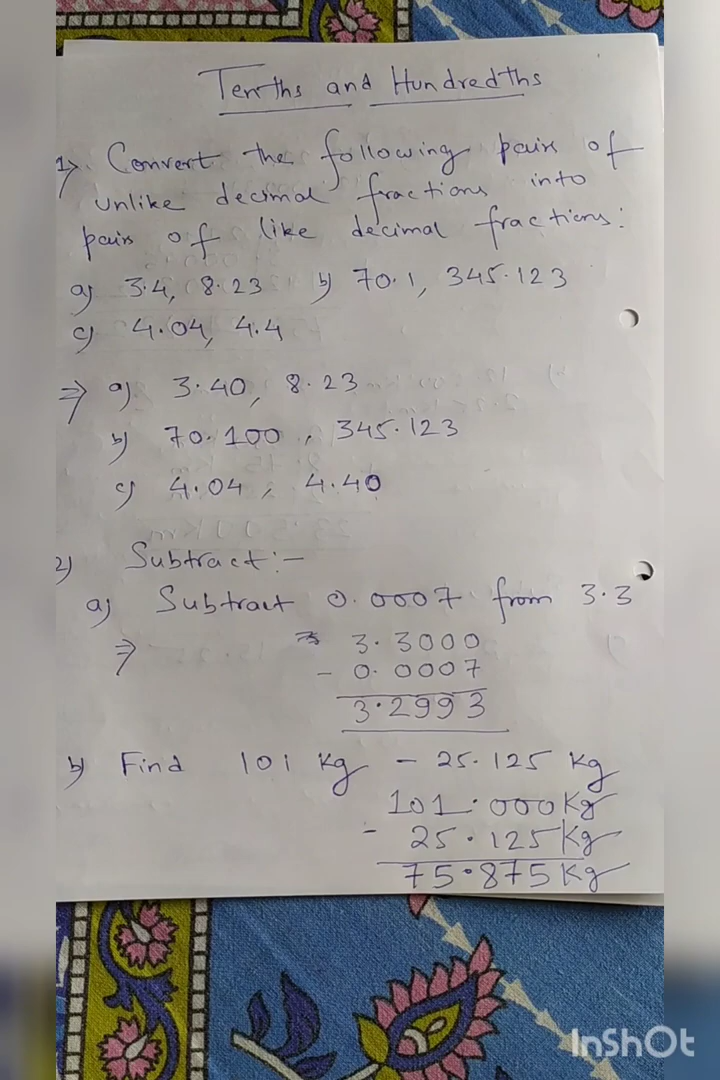 Tenths and Hundredths
1) Convert the following pairs of
unlike decimal fractions into
pairs of like decimal fractions:
a) 3.4, 8.23 b) 70.1, 345.123
c) 4.04, 4.4
⇒ a) 3.40, 8.23
b) 70.100, 345.123
c) 4.04, 4.40
2) Subtract:-
a) Subtract 0.0007 from 3.3
⇒ 3.3000
- 0.0007
3.2993
b) Find 101 kg - 25.125 kg
101.000 Kg
- 25.125 Kg
75.875 Kg
InShOt